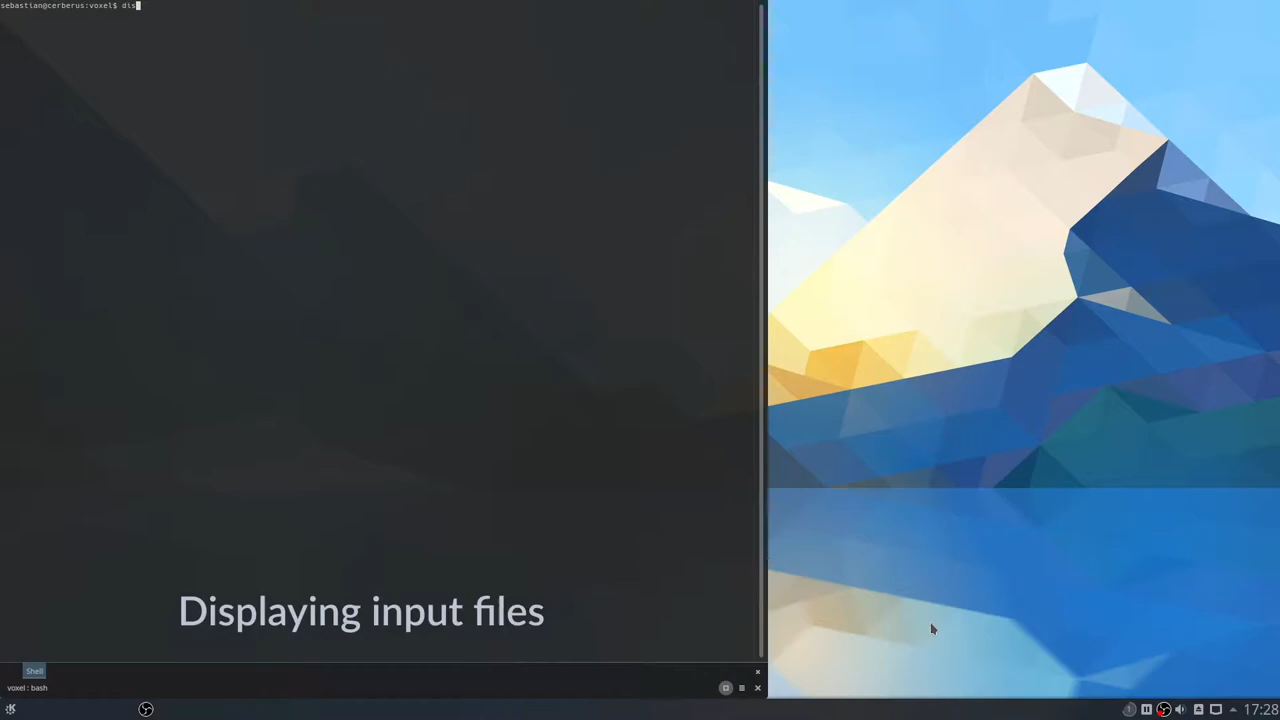 sebastian@cerberus:voxel$ dis
Displaying input files
Shell
voxel : bash
17:28